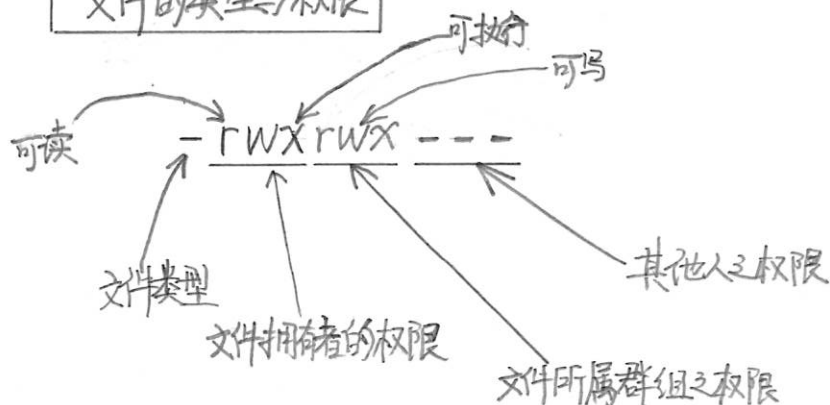 文件的类型与权限
可执行
可写
可读
-rwxrwx---
其他人之权限
文件类型
文件拥有者的权限
文件所属群组之权限